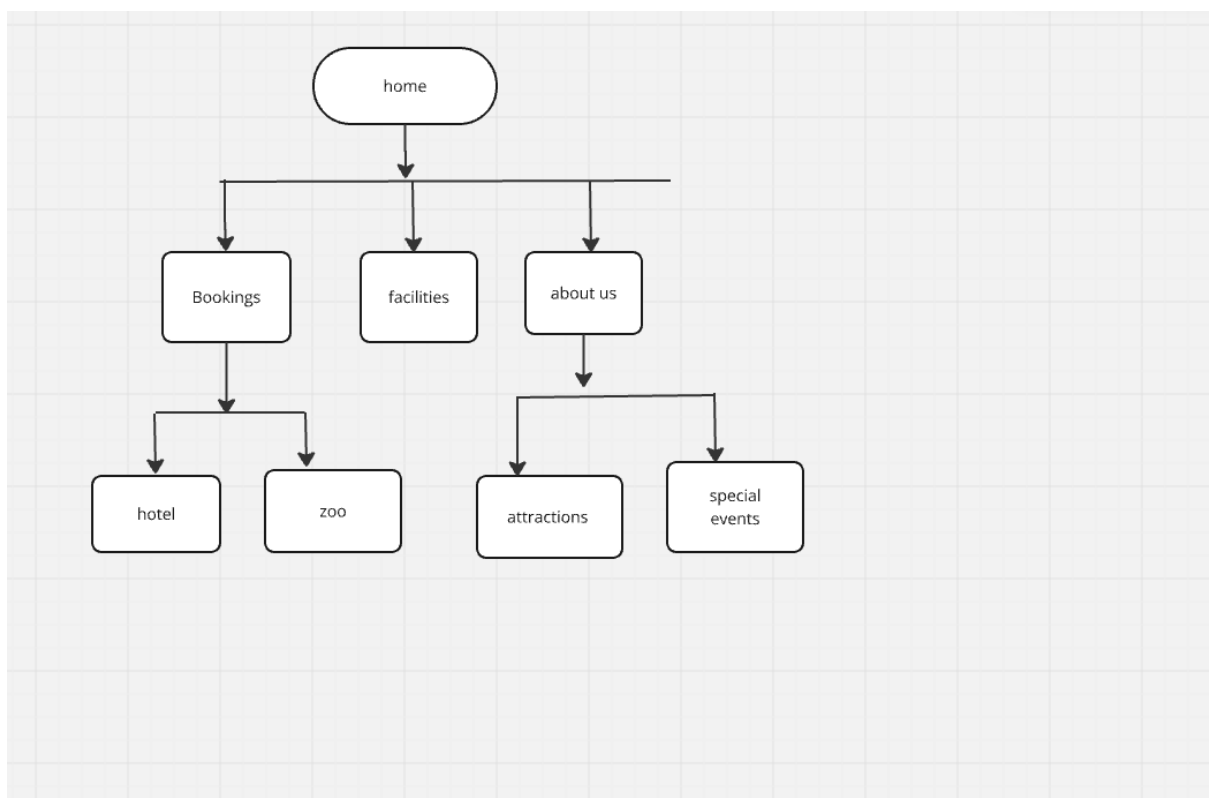 home
Bookings
facilities
about us
hotel
zoo
attractions
special
events